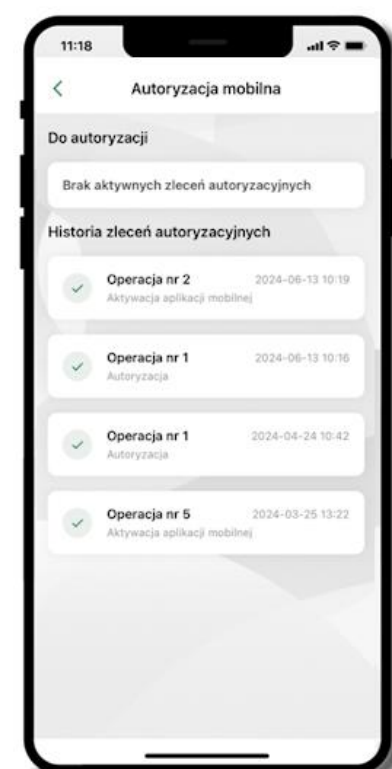 11:18
Autoryzacja mobilna
Do autoryzacji
Brak aktywnych zleceń autoryzacyjnych
Historia zleceń autoryzacyjnych
Operacja nr 2 2024-06-13 10:19
Aktywacja aplikacji mobilnej
Operacja nr 1 2024-06-13 10:16
Autoryzacja
Operacja nr 1 2024-04-24 10:42
Autoryzacja
Operacja nr 5 2024-03-25 13:22
Aktywacja aplikacji mobilnej